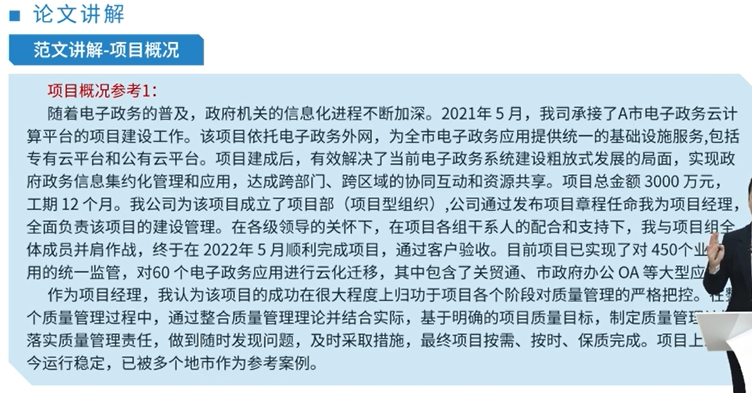 论文讲解
范文讲解-项目概况
项目概况参考1：
随着电子政务的普及，政府机关的信息化进程不断加深。2021年5月，我司承接了A市电子政务云计
算平台的项目建设工作。该项目依托电子政务外网，为全市电子政务应用提供统一的基础设施服务,包括
专有云平台和公有云平台。项目建成后，有效解决了当前电子政务系统建设粗放式发展的局面，实现政
府政务信息集约化管理和应用，达成跨部门、跨区域的协同互动和资源共享。项目总金额3000万元，
工期12个月。我公司为该项目成立了项目部（项目型组织）,公司通过发布项目章程任命我为项目经理，
全面负责该项目的建设管理。在各级领导的关怀下，在项目各组干系人的配合和支持下，我与项目组全
体成员并肩作战，终于在2022年5月顺利完成项目，通过客户验收。目前项目已实现了对450个业
用的统一监管，对60个电子政务应用进行云化迁移，其中包含了关贸通、市政府办公OA等大型应
作为项目经理，我认为该项目的成功在很大程度上归功于项目各个阶段对质量管理的严格把控。在整
个质量管理过程中，通过整合质量管理理论并结合实际，基于明确的项目质量目标，制定质量管理
落实质量管理责任，做到随时发现问题，及时采取措施，最终项目按需、按时、保质完成。项目上
今运行稳定，已被多个地市作为参考案例。